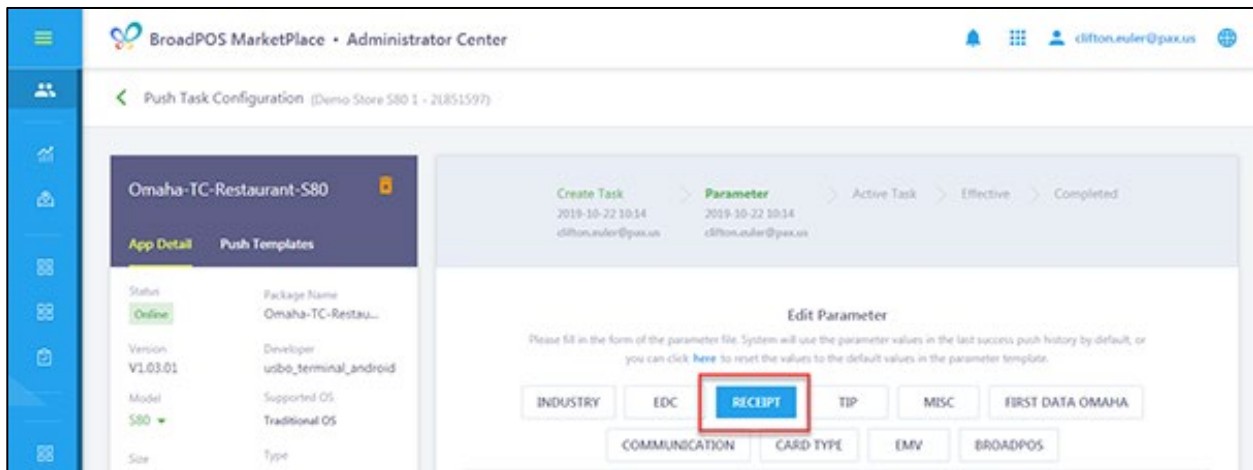 BroadPOS MarketPlace • Administrator Center
clifton.euler@pax.us
Push Task Configuration (Demo Store S80 1 - 2L851597)
Omaha-TC-Restaurant-S80
App Detail Push Templates
Status Package Name
Online Omaha-TC-Restau...
Version Developer
V1.03.01 usbo_terminal_android
Model Supported OS
S80 Traditional OS
Size Type
Create Task Parameter Active Task Effective Completed
2019-10-22 10:14 2019-10-22 10:14
clifton.euler@pax.us clifton.euler@pax.us
Edit Parameter
Please fill in the form of the parameter file. System will use the parameter values in the last success push history by default, or
you can click here to reset the values to the default values in the parameter template.
INDUSTRY EDC RECEIPT TIP MISC FIRST DATA OMAHA
COMMUNICATION CARD TYPE EMV BROADPOS